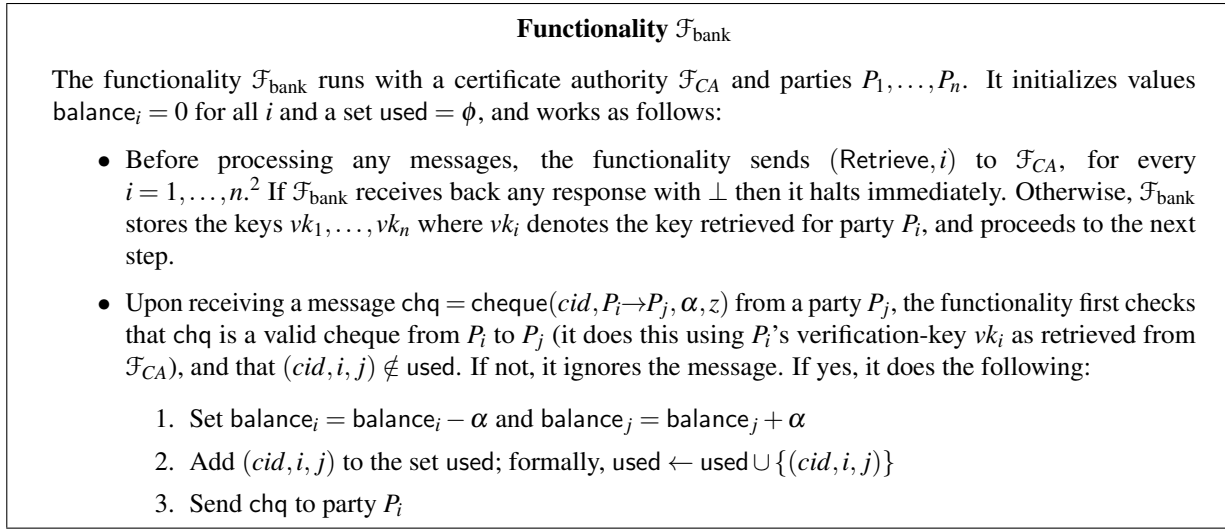 Functionality ℱbank
The functionality ℱbank runs with a certificate authority ℱCA and parties P1,…,Pn. It initializes values
balancei = 0 for all i and a set used = ϕ, and works as follows:
• Before processing any messages, the functionality sends (Retrieve, i) to ℱCA, for every
i = 1,…,n.² If ℱbank receives back any response with ⊥ then it halts immediately. Otherwise, ℱbank
stores the keys vk1,…,vkn where vki denotes the key retrieved for party Pi, and proceeds to the next
step.
• Upon receiving a message chq = cheque(cid, Pi→Pj, α, z) from a party Pj, the functionality first checks
that chq is a valid cheque from Pi to Pj (it does this using Pi's verification-key vki as retrieved from
ℱCA), and that (cid, i, j) ∉ used. If not, it ignores the message. If yes, it does the following:
1. Set balancei = balancei − α and balancej = balancej + α
2. Add (cid, i, j) to the set used; formally, used ← used ∪ {(cid, i, j)}
3. Send chq to party Pi